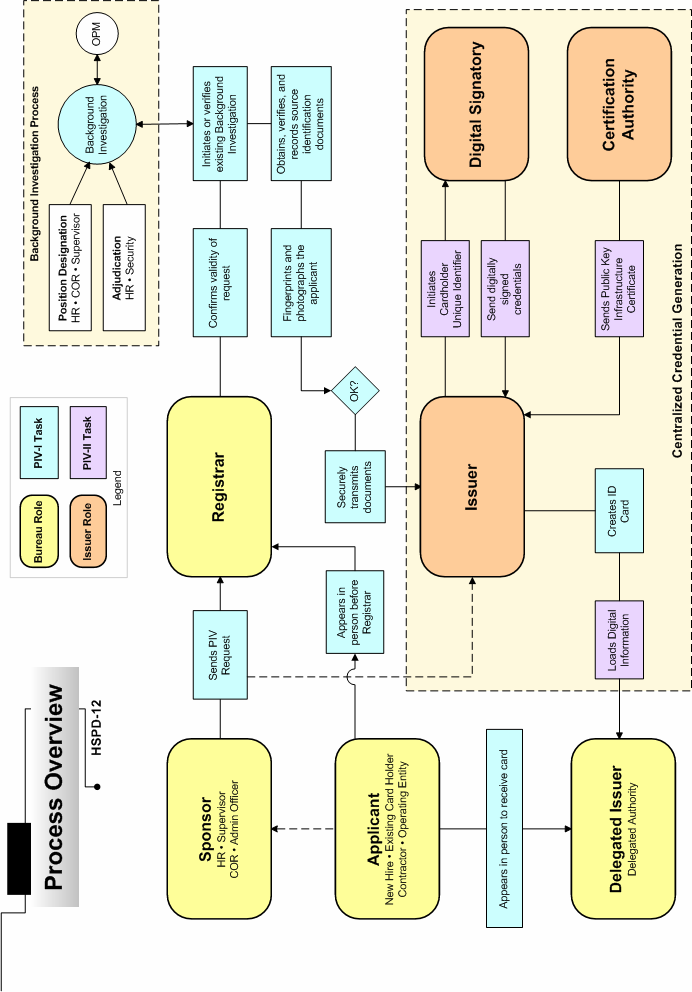 Process Overview
HSPD-12
Bureau Role
PIV-I Task
Issuer Role
PIV-II Task
Legend
Background Investigation Process
Position Designation
HR • COR • Supervisor
Adjudication
HR • Security
Background
Investigation
OPM
Sponsor
HR • Supervisor
COR • Admin Officer
Sends PIV
Request
Registrar
Confirms validity of
request
Initiates or verifies
existing Background
Investigation
Obtains, verifies, and
records source
identification
documents
Fingerprints and
photographs the
applicant
OK?
Securely
transmits
documents
Applicant
New Hire • Existing Card Holder
Contractor • Operating Entity
Appears in
person before
Registrar
Appears in person to receive card
Issuer
Initiates
Cardholder
Unique Identifier
Send digitally
signed
credentials
Digital Signatory
Sends Public Key
Infrastructure
Certificate
Certification
Authority
Creates ID
Card
Loads Digital
Information
Delegated Issuer
Delegated Authority
Centralized Credential Generation